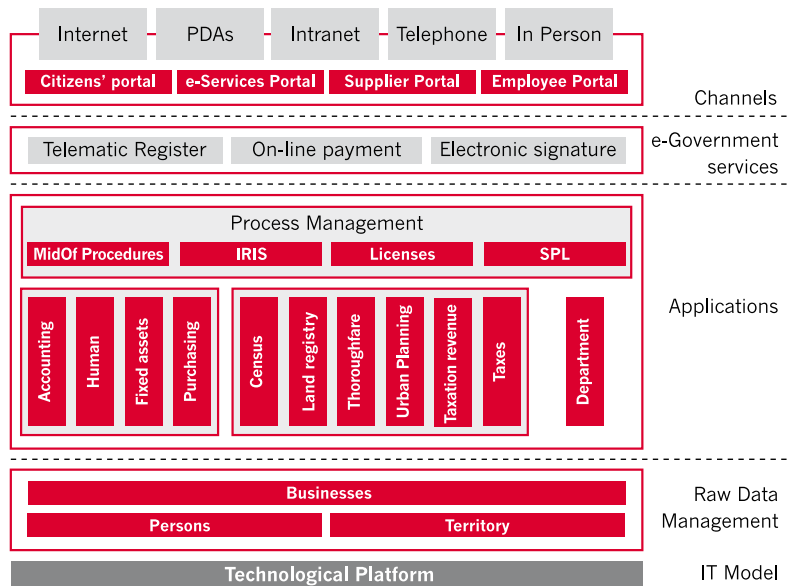 Internet
PDAs
Intranet
Telephone
In Person
Citizens' portal
e-Services Portal
Supplier Portal
Employee Portal
Channels
Telematic Register
On-line payment
Electronic signature
e-Government
services
Process Management
MidOf Procedures
IRIS
Licenses
SPL
Accounting
Human
Fixed assets
Purchasing
Census
Land registry
Thoroughfare
Urban Planning
Taxation revenue
Taxes
Department
Applications
Businesses
Persons
Territory
Raw Data
Management
Technological Platform
IT Model